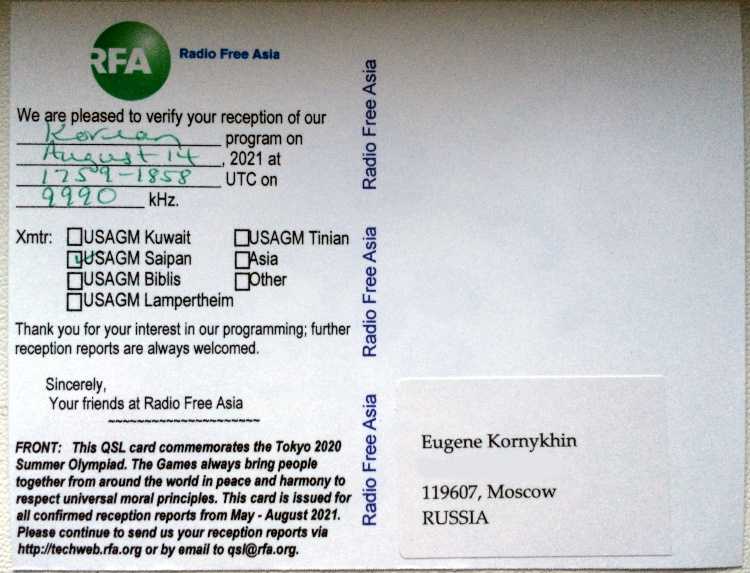 RFA
Radio Free Asia
We are pleased to verify your reception of our
Korean program on
August 14, 2021 at
1759-1858 UTC on
9990 kHz.
Xmtr: USAGM Kuwait USAGM Tinian
USAGM Saipan Asia
USAGM Biblis Other
USAGM Lampertheim
Thank you for your interest in our programming; further
reception reports are always welcomed.
Sincerely,
Your friends at Radio Free Asia
~~~~~~~~~~~~~~~~~~~~~
FRONT: This QSL card commemorates the Tokyo 2020
Summer Olympiad. The Games always bring people
together from around the world in peace and harmony to
respect universal moral principles. This card is issued for
all confirmed reception reports from May - August 2021.
Please continue to send us your reception reports via
http://techweb.rfa.org or by email to qsl@rfa.org.
Radio Free Asia
Radio Free Asia
Radio Free Asia
Eugene Kornykhin
119607, Moscow
RUSSIA